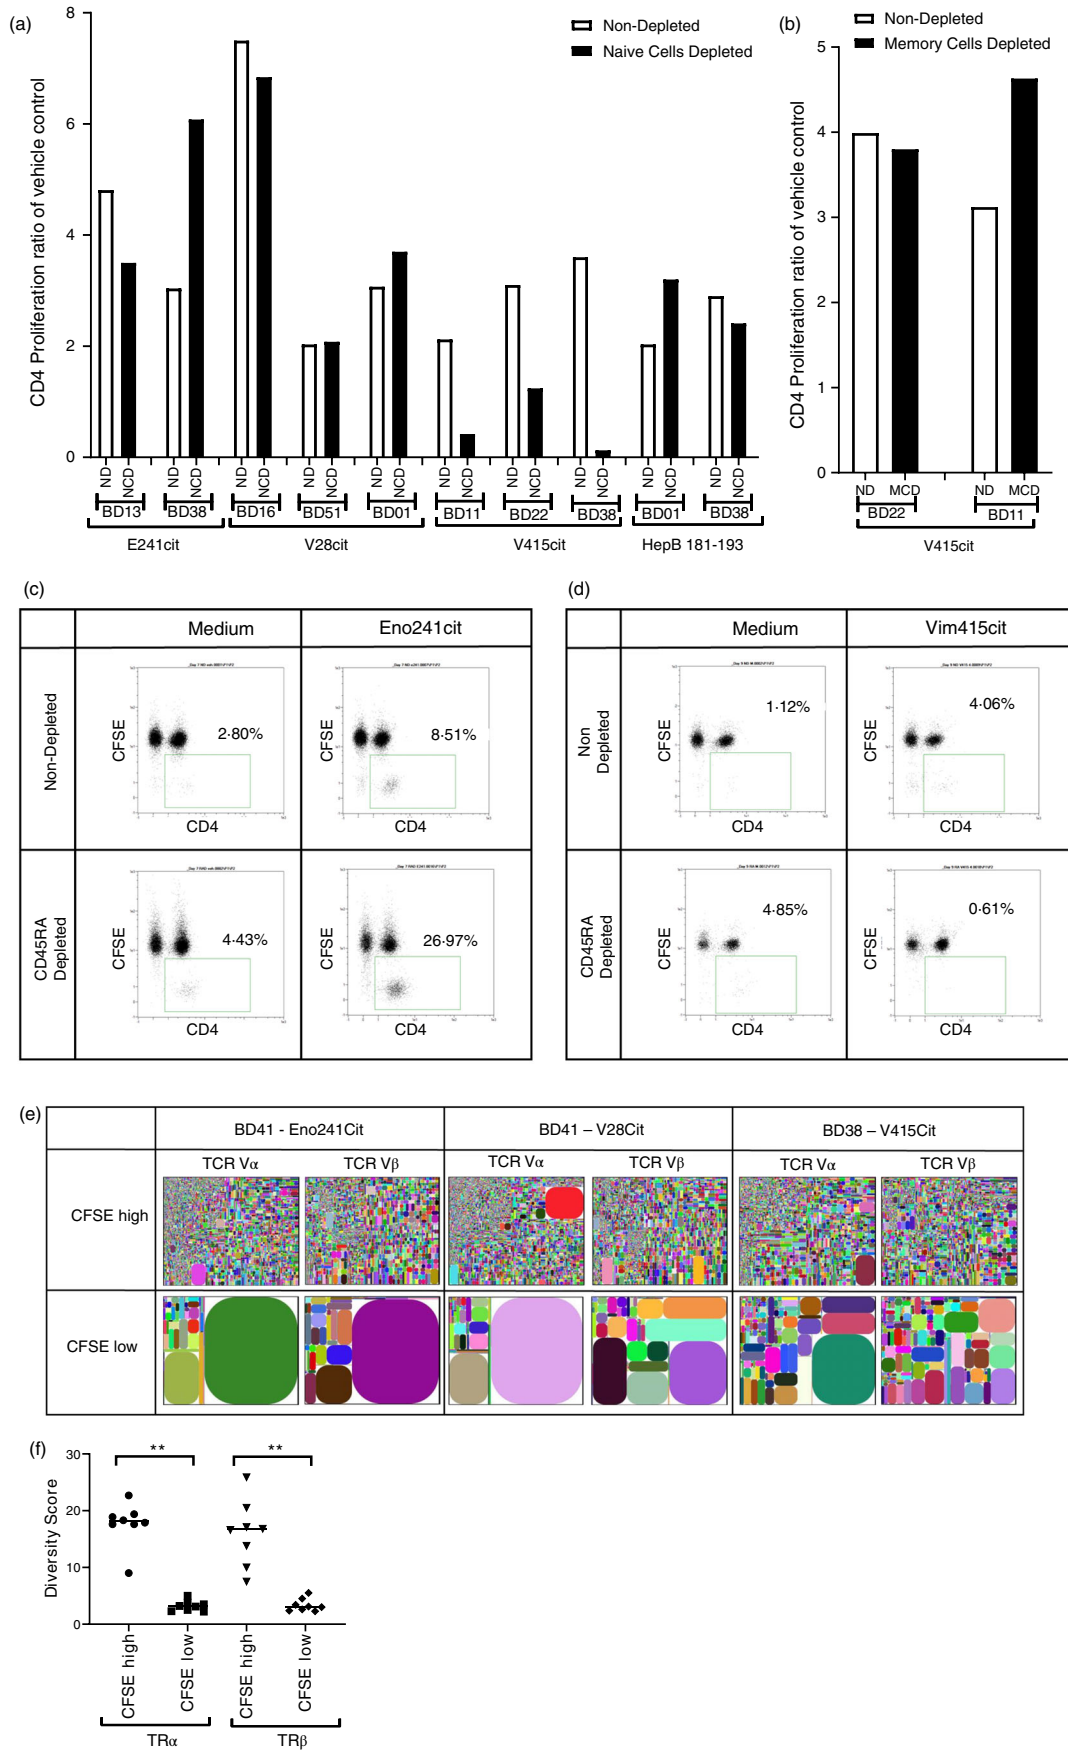 (a)
8
6
4
2
0
CD4 Proliferation ratio of vehicle control
Non-Depleted
Naive Cells Depleted
ND NCD ND NCD ND NCD ND NCD ND NCD ND NCD ND NCD ND NCD ND NCD ND NCD
BD13 BD38 BD16 BD51 BD01 BD11 BD22 BD38 BD01 BD38
E241cit V28cit V415cit HepB 181-193
(b)
Non-Depleted
Memory Cells Depleted
5
4
3
2
1
0
CD4 Proliferation ratio of vehicle control
ND MCD ND MCD
BD22 BD11
V415cit
(c)
Medium Eno241cit
Non-Depleted
CFSE 2·80% CFSE 8·51%
CD4 CD4
CD45RA
Depleted
CFSE 4·43% CFSE 26·97%
CD4 CD4
(d)
Medium Vim415cit
Non
Depleted
CFSE 1·12% CFSE 4·06%
CD4 CD4
CD45RA
Depleted
CFSE 4·85% CFSE 0·61%
CD4 CD4
(e)
BD41 - Eno241Cit BD41 – V28Cit BD38 – V415Cit
TCR Vα TCR Vβ TCR Vα TCR Vβ TCR Vα TCR Vβ
CFSE high
CFSE low
(f)
30
20
10
0
Diversity Score
** **
CFSE high CFSE low CFSE high CFSE low
TRα TRβ